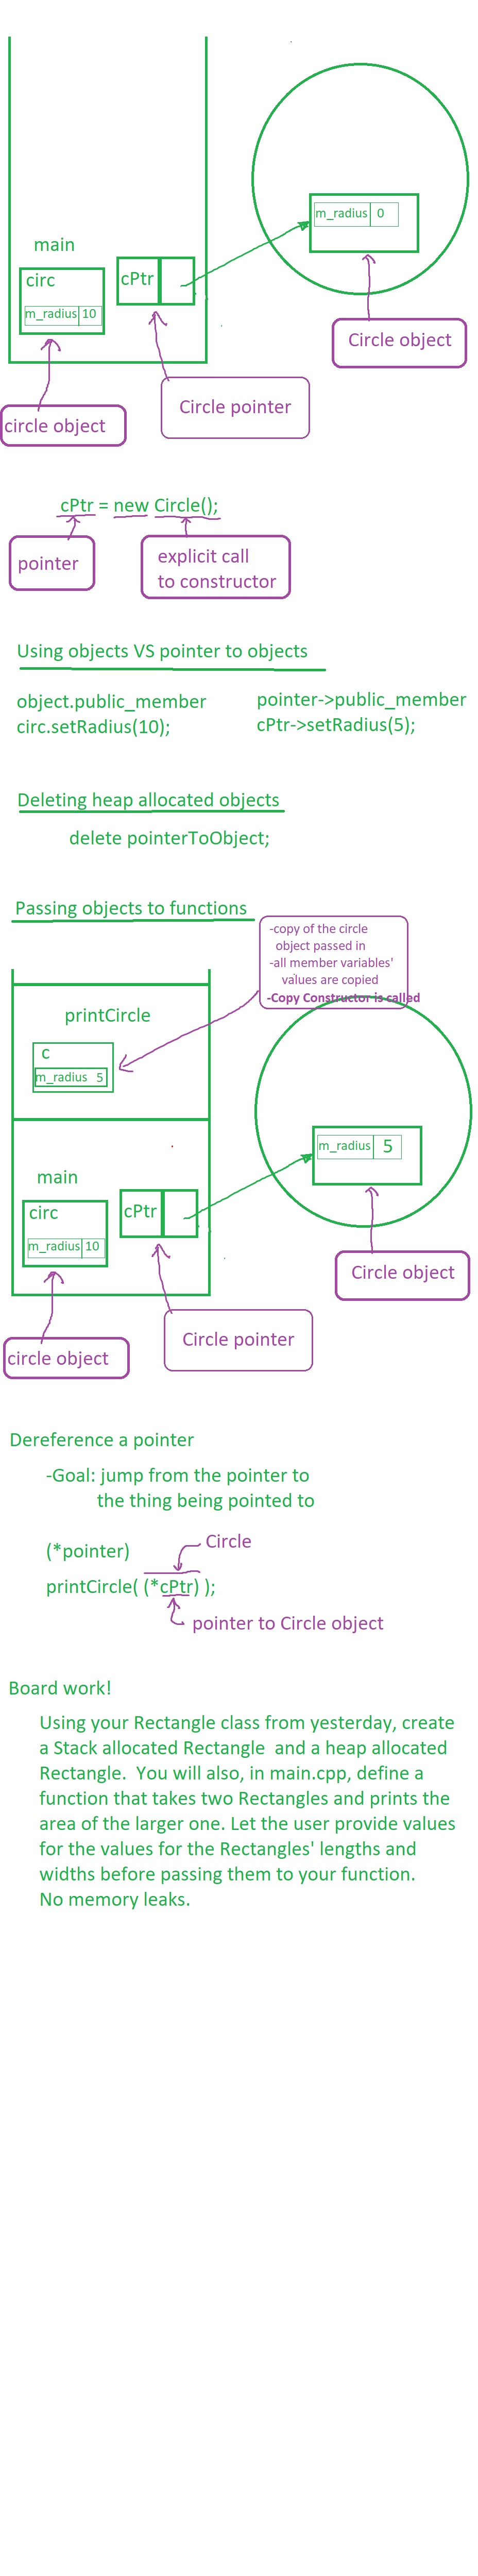 main
circ
m_radius 10
cPtr
m_radius 0
Circle object
Circle pointer
circle object
cPtr = new Circle();
pointer
explicit call
to constructor
Using objects VS pointer to objects
object.public_member
circ.setRadius(10);
pointer->public_member
cPtr->setRadius(5);
Deleting heap allocated objects
delete pointerToObject;
Passing objects to functions
-copy of the circle
object passed in
-all member variables'
values are copied
-Copy Constructor is called
printCircle
c
m_radius 5
main
circ
m_radius 10
cPtr
m_radius 5
Circle object
Circle pointer
circle object
Dereference a pointer
-Goal: jump from the pointer to
the thing being pointed to
(*pointer)
Circle
printCircle( (*cPtr) );
pointer to Circle object
Board work!
Using your Rectangle class from yesterday, create
a Stack allocated Rectangle and a heap allocated
Rectangle. You will also, in main.cpp, define a
function that takes two Rectangles and prints the
area of the larger one. Let the user provide values
for the values for the Rectangles' lengths and
widths before passing them to your function.
No memory leaks.